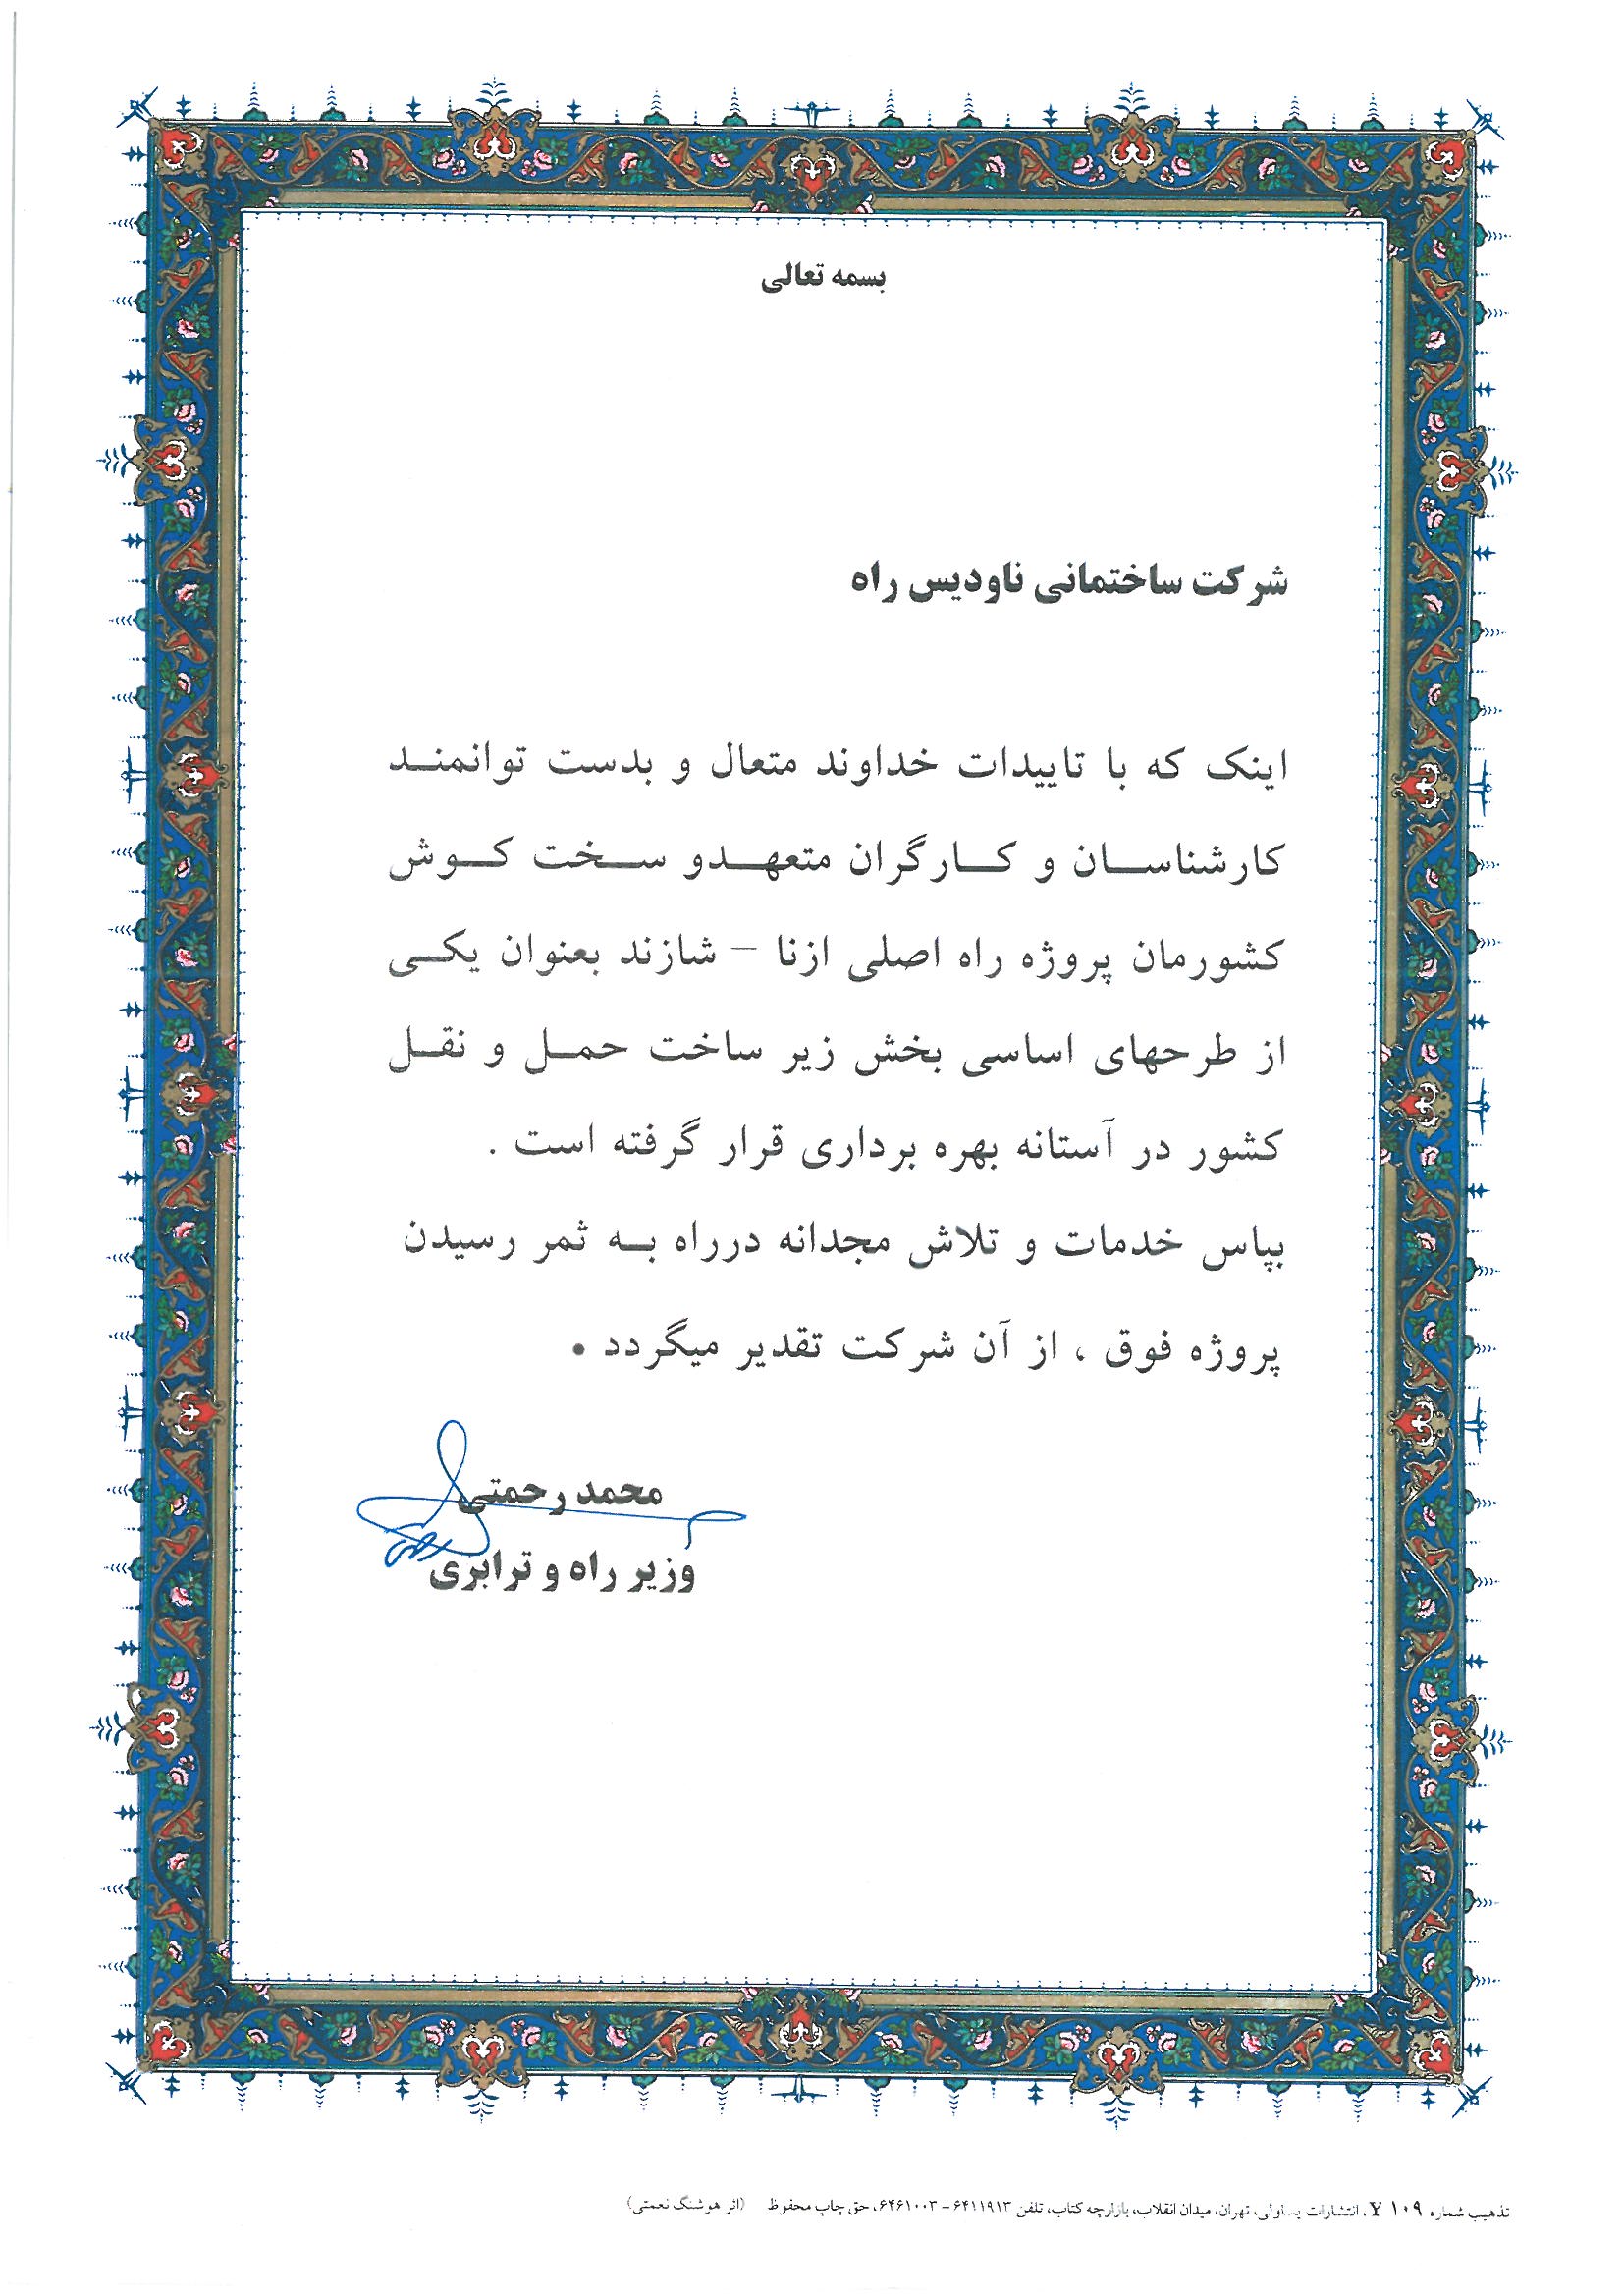 بسمه تعالی
شرکت ساختمانی ناودیس راه
اینک که با تاییدات خداوند متعال و بدست توانمند
کارشناسان و کارگران متعهدو سخت کوش
کشورمان پروژه راه اصلی ازنا – شازند بعنوان یکی
از طرحهای اساسی بخش زیر ساخت حمل و نقل
کشور در آستانه بهره برداری قرار گرفته است .
بپاس خدمات و تلاش مجدانه درراه به ثمر رسیدن
پروژه فوق ، از آن شرکت تقدیر میگردد .
محمد رحمتی
وزیر راه و ترابری
تذهیب شماره Y ۱۰۹، انتشارات یساولی، تهران، میدان انقلاب، بازارچه کتاب، تلفن ۶۴۱۱۹۱۳ - ۶۴۶۱۰۰۳، حق چاپ محفوظ (اثر هوشنگ نعمتی)